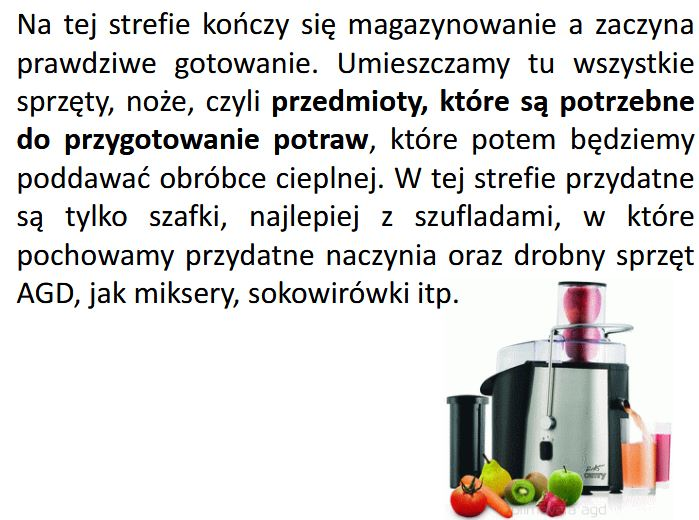 Na tej strefie kończy się magazynowanie a zaczyna
prawdziwe gotowanie. Umieszczamy tu wszystkie
sprzęty, noże, czyli przedmioty, które są potrzebne
do przygotowanie potraw, które potem będziemy
poddawać obróbce cieplnej. W tej strefie przydatne
są tylko szafki, najlepiej z szufladami, w które
pochowamy przydatne naczynia oraz drobny sprzęt
AGD, jak miksery, sokowirówki itp.
camry
agd